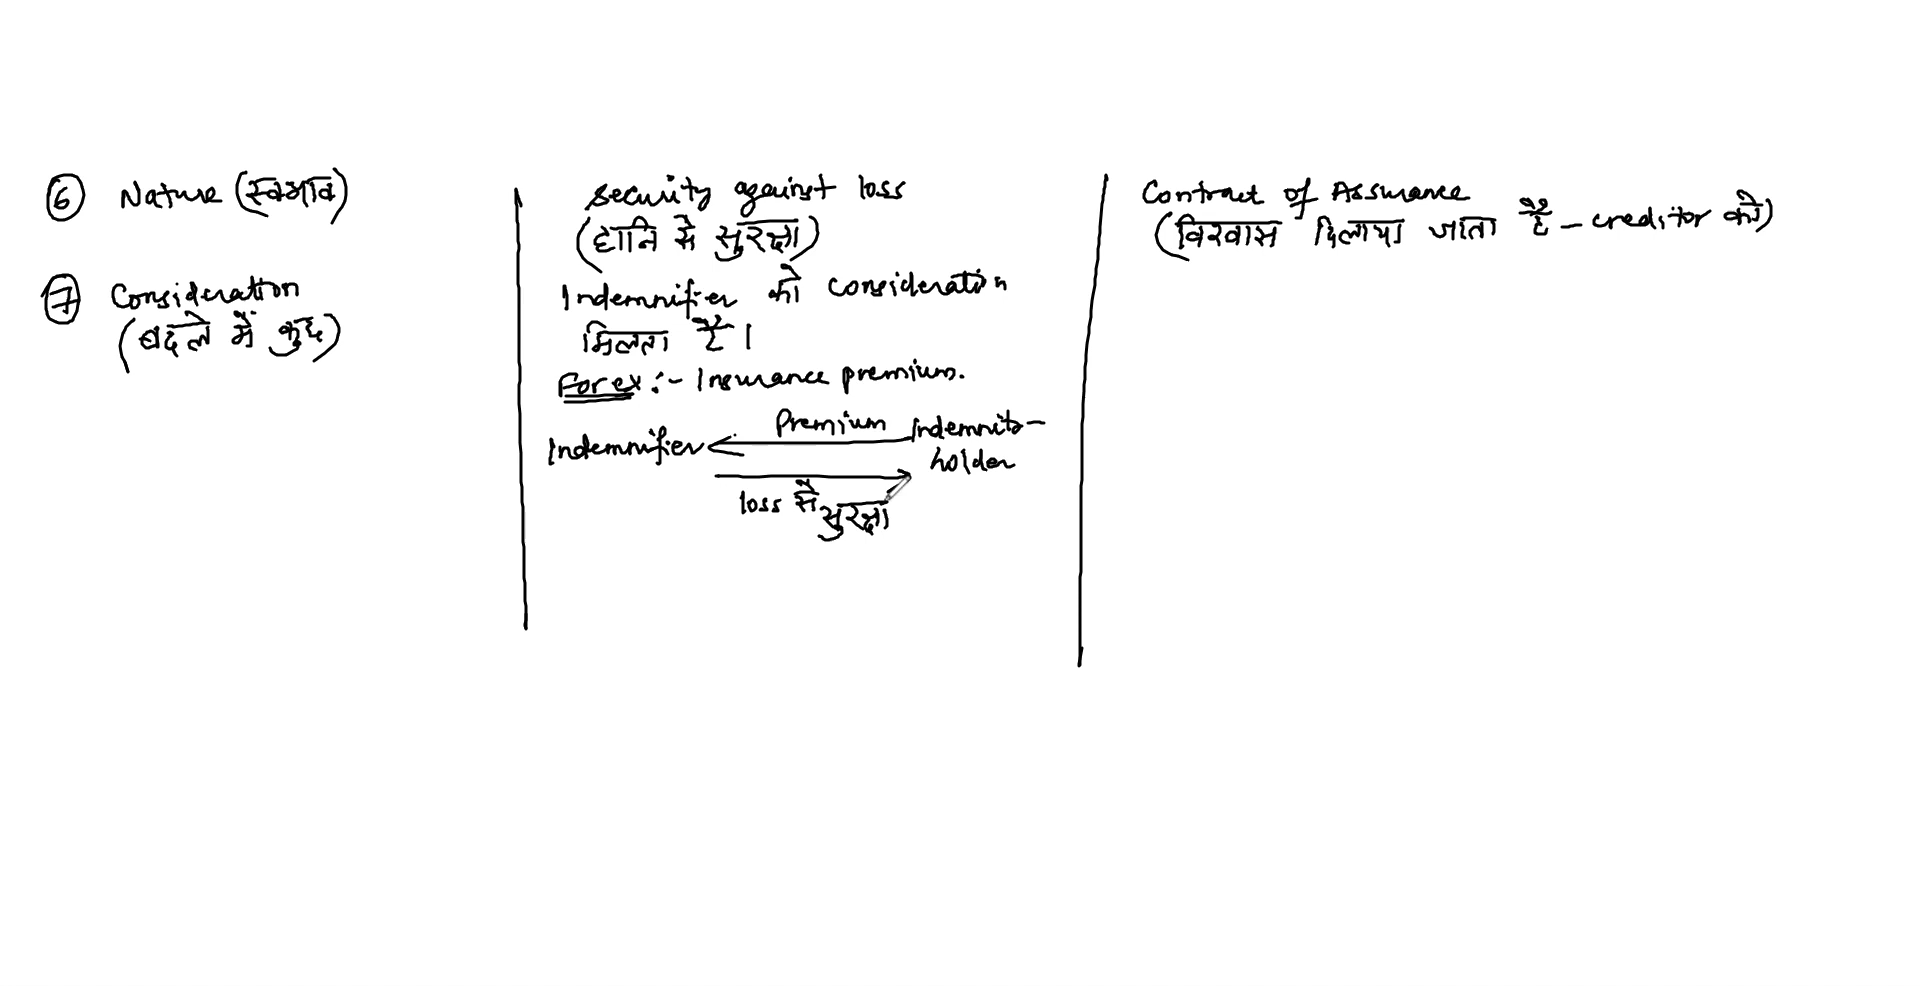 ⑥ Nature (स्वभाव)
⑦ Consideration
(बदले में कुछ)
Security against loss
(हानि से सुरक्षा)
Indemnifier को consideration
मिलता है।
For ex :- Insurance premium.
Premium
Indemnifier
Indemnity-
holder
loss से सुरक्षा
Contract of Assurance
(विश्वास दिलाया जाता है – creditor को)